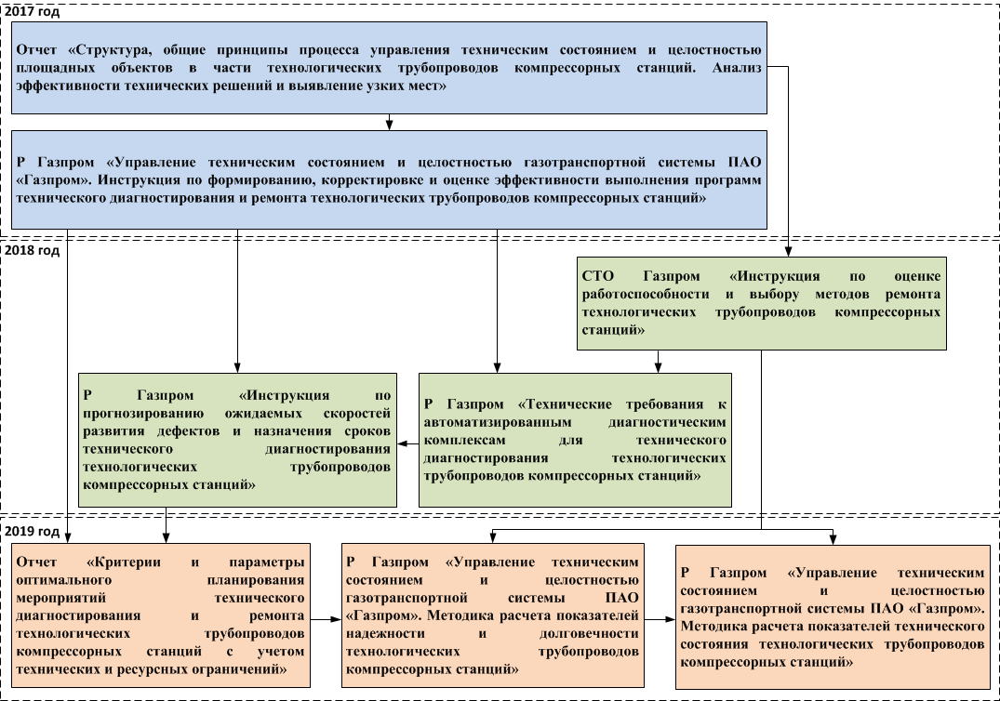 2017 год
Отчет «Структура, общие принципы процесса управления техническим состоянием и целостностью
площадных объектов в части технологических трубопроводов компрессорных станций. Анализ
эффективности технических решений и выявление узких мест»
Р Газпром «Управление техническим состоянием и целостностью газотранспортной системы ПАО
«Газпром». Инструкция по формированию, корректировке и оценке эффективности выполнения программ
технического диагностирования и ремонта технологических трубопроводов компрессорных станций»
2018 год
СТО Газпром «Инструкция по оценке
работоспособности и выбору методов ремонта
технологических трубопроводов компрессорных
станций»
Р Газпром «Инструкция по
прогнозированию ожидаемых скоростей
развития дефектов и назначения сроков
технического диагностирования
технологических трубопроводов
компрессорных станций»
Р Газпром «Технические требования к
автоматизированным диагностическим
комплексам для технического
диагностирования технологических
трубопроводов компрессорных станций»
2019 год
Отчет «Критерии и параметры
оптимального планирования
мероприятий технического
диагностирования и ремонта
технологических трубопроводов
компрессорных станций с учетом
технических и ресурсных ограничений»
Р Газпром «Управление техническим
состоянием и целостностью
газотранспортной системы ПАО
«Газпром». Методика расчета показателей
надежности и долговечности
технологических трубопроводов
компрессорных станций»
Р Газпром «Управление техническим
состоянием и целостностью
газотранспортной системы ПАО «Газпром».
Методика расчета показателей технического
состояния технологических трубопроводов
компрессорных станций»